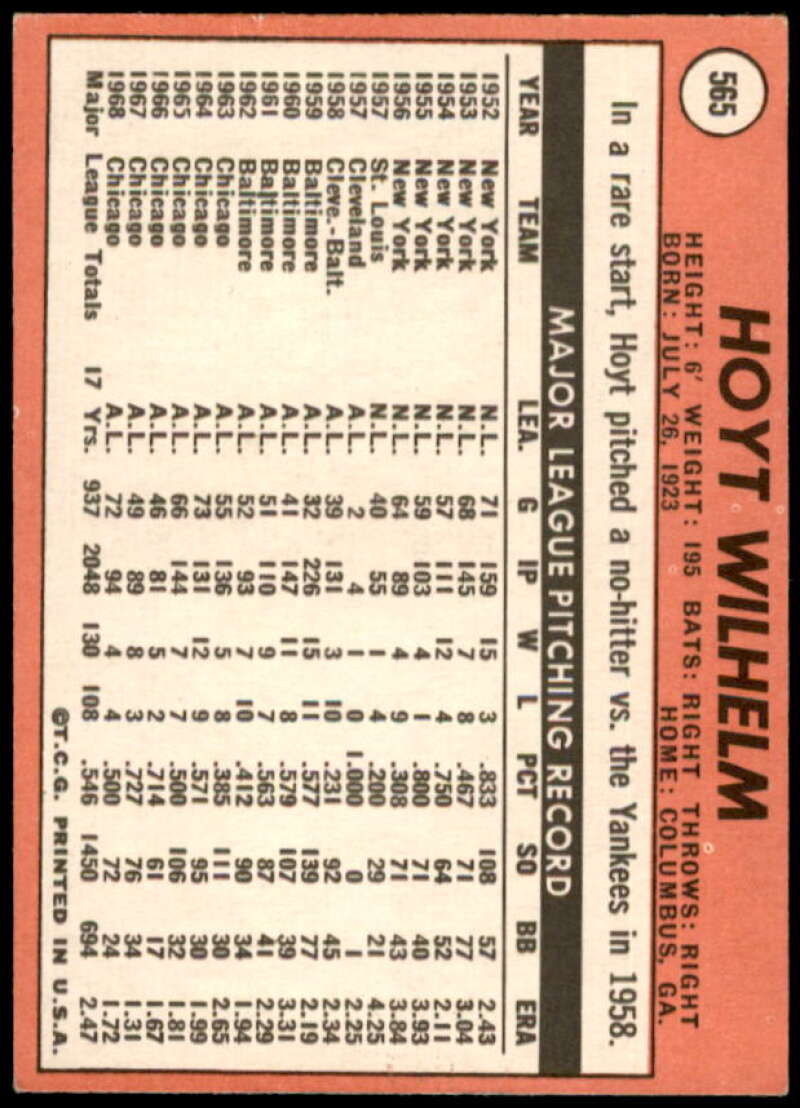 565
HOYT WILHELM
HEIGHT: 6' WEIGHT: 195 BATS: RIGHT THROWS: RIGHT
BORN: JULY 26, 1923 HOME: COLUMBUS, GA.
In a rare start, Hoyt pitched a no-hitter vs. the Yankees in 1958.
MAJOR LEAGUE PITCHING RECORD
YEAR TEAM LEA. G IP W L PCT SO BB ERA
1952 New York N.L. 71 159 15 3 .833 108 57 2.43
1953 New York N.L. 68 145 7 8 .467 71 77 3.04
1954 New York N.L. 57 111 12 4 .750 64 52 2.11
1955 New York N.L. 59 103 4 1 .800 71 40 3.93
1956 New York N.L. 64 89 4 9 .308 71 43 3.84
1957 St. Louis N.L. 40 55 1 4 .200 29 21 4.25
1957 Cleveland A.L. 2 4 1 0 1.000 0 1 2.25
1958 Cleve.-Balt. A.L. 39 131 3 10 .231 92 45 2.34
1959 Baltimore A.L. 32 226 15 11 .577 139 77 2.19
1960 Baltimore A.L. 41 147 11 8 .579 107 39 3.31
1961 Baltimore A.L. 51 110 9 7 .563 87 41 2.29
1962 Baltimore A.L. 52 93 7 10 .412 90 34 1.94
1963 Chicago A.L. 55 136 5 8 .385 111 30 2.65
1964 Chicago A.L. 73 131 12 9 .571 95 30 1.99
1965 Chicago A.L. 66 144 7 7 .500 106 32 1.81
1966 Chicago A.L. 46 81 5 2 .714 61 17 1.67
1967 Chicago A.L. 49 89 8 3 .727 76 34 1.31
1968 Chicago A.L. 72 94 4 4 .500 72 24 1.72
Major League Totals 17 Yrs. 937 2048 130 108 .546 1450 694 2.47
©T.C.G. PRINTED IN U.S.A.